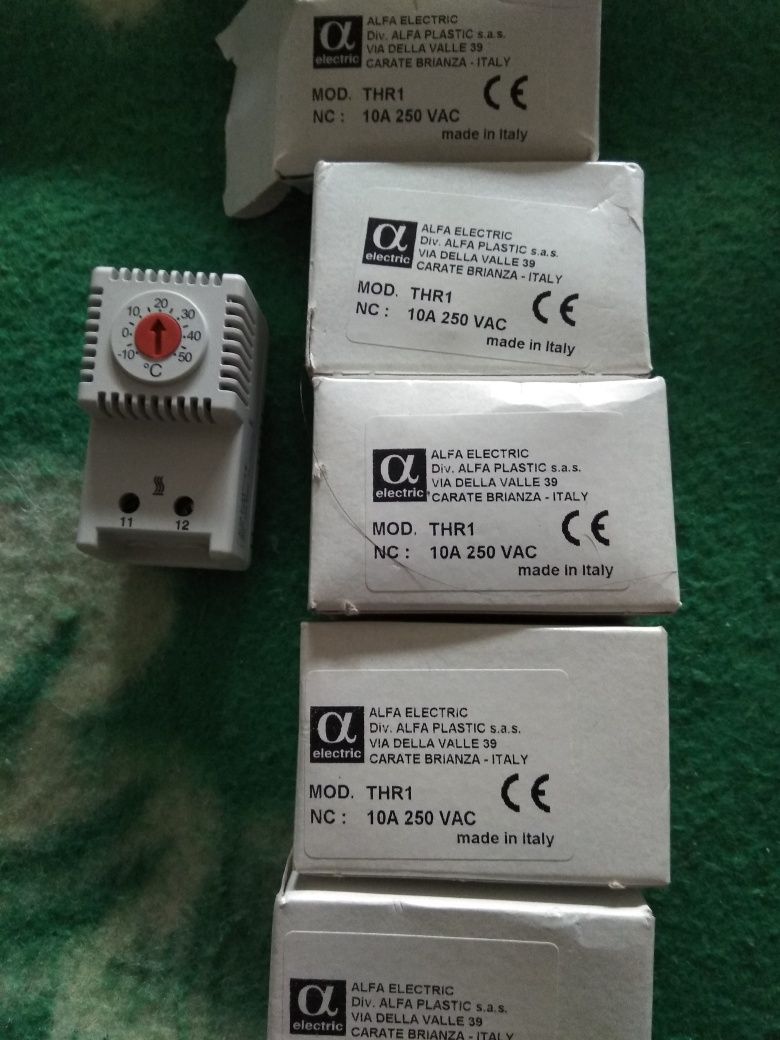 α
electric
ALFA ELECTRIC
Div. ALFA PLASTIC s.a.s.
VIA DELLA VALLE 39
CARATE BRIANZA - ITALY
MOD. THR1
CE
NC : 10A 250 VAC
made in Italy
α
electric
ALFA ELECTRIC
Div. ALFA PLASTIC s.a.s.
VIA DELLA VALLE 39
CARATE BRIANZA - ITALY
MOD. THR1
CE
NC : 10A 250 VAC
made in Italy
20
10 30
0 40
-10 50
°C
11 12
α
electric
ALFA ELECTRIC
Div. ALFA PLASTIC s.a.s.
VIA DELLA VALLE 39
CARATE BRIANZA - ITALY
MOD. THR1
CE
NC : 10A 250 VAC
made in Italy
α
electric
ALFA ELECTRIC
Div. ALFA PLASTIC s.a.s.
VIA DELLA VALLE 39
CARATE BRIANZA - ITALY
MOD. THR1
CE
NC : 10A 250 VAC
made in Italy
α
electric
ALFA ELECTRIC
Div. ALFA PLASTIC s.a.s.
VIA DELLA VALLE 39
CARATE BRIANZA - ITALY